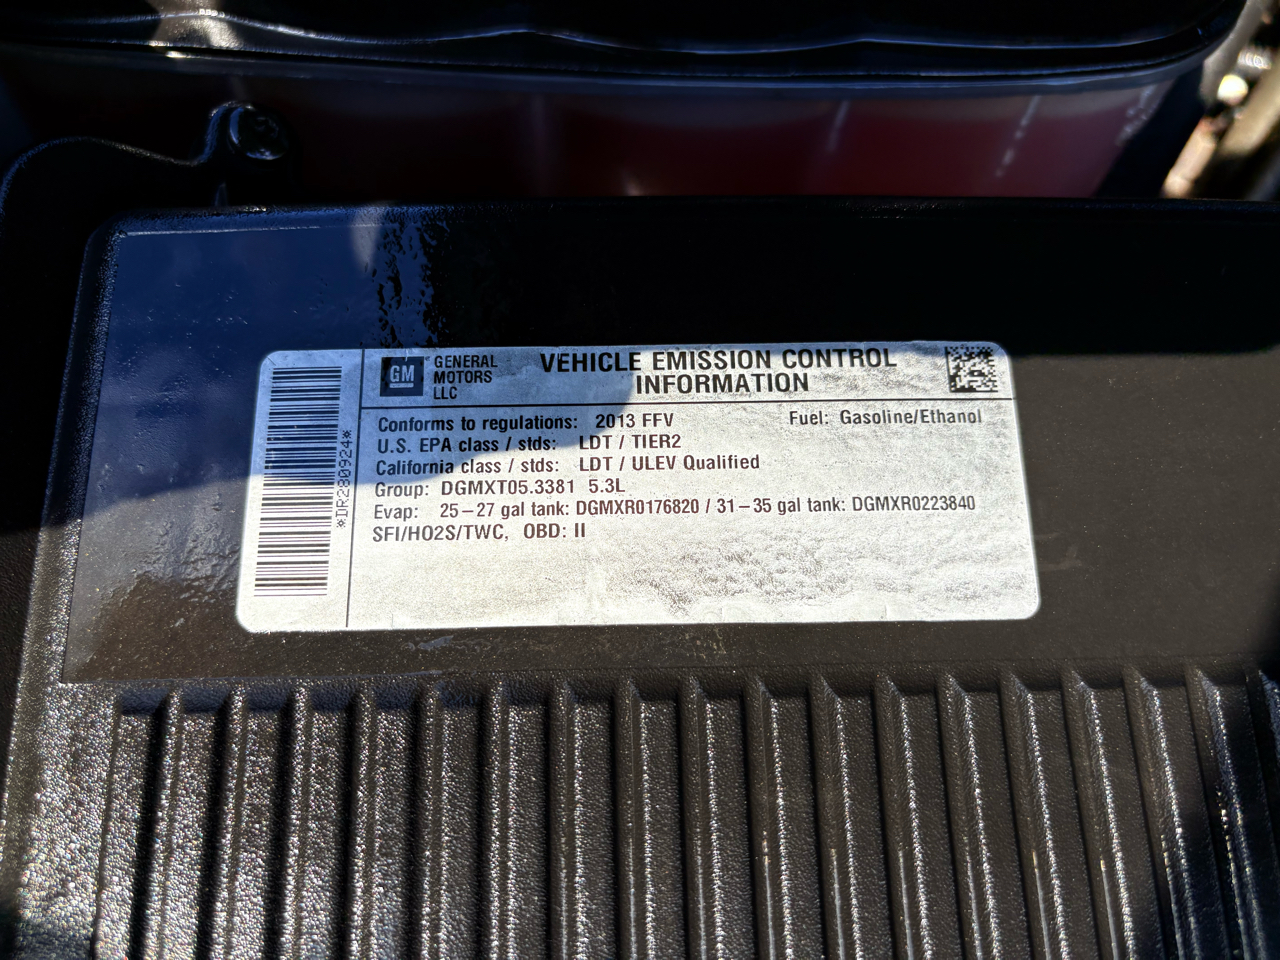 GM
GENERAL
MOTORS
LLC
VEHICLE EMISSION CONTROL
INFORMATION
Conforms to regulations: 2013 FFV
Fuel: Gasoline/Ethanol
U.S. EPA class / stds: LDT / TIER2
California class / stds: LDT / ULEV Qualified
Group: DGMXT05.3381 5.3L
Evap: 25–27 gal tank: DGMXR0176820 / 31–35 gal tank: DGMXR0223840
SFI/HO2S/TWC, OBD: II
*DR280924*